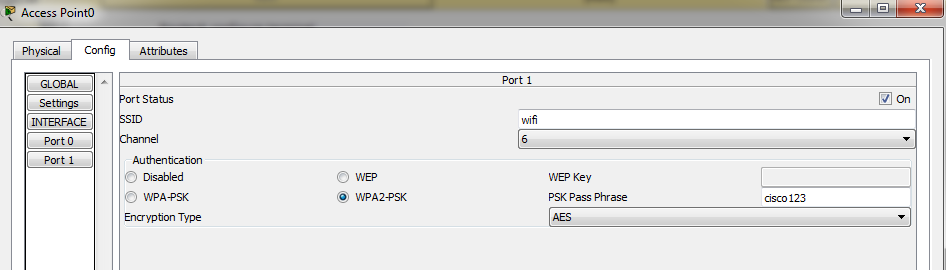 Access Point0
Physical Config Attributes
GLOBAL
Settings
INTERFACE
Port 0
Port 1
Port 1
Port Status On
SSID wifi
Channel 6
Authentication
Disabled WEP WEP Key
WPA-PSK WPA2-PSK PSK Pass Phrase cisco123
Encryption Type AES